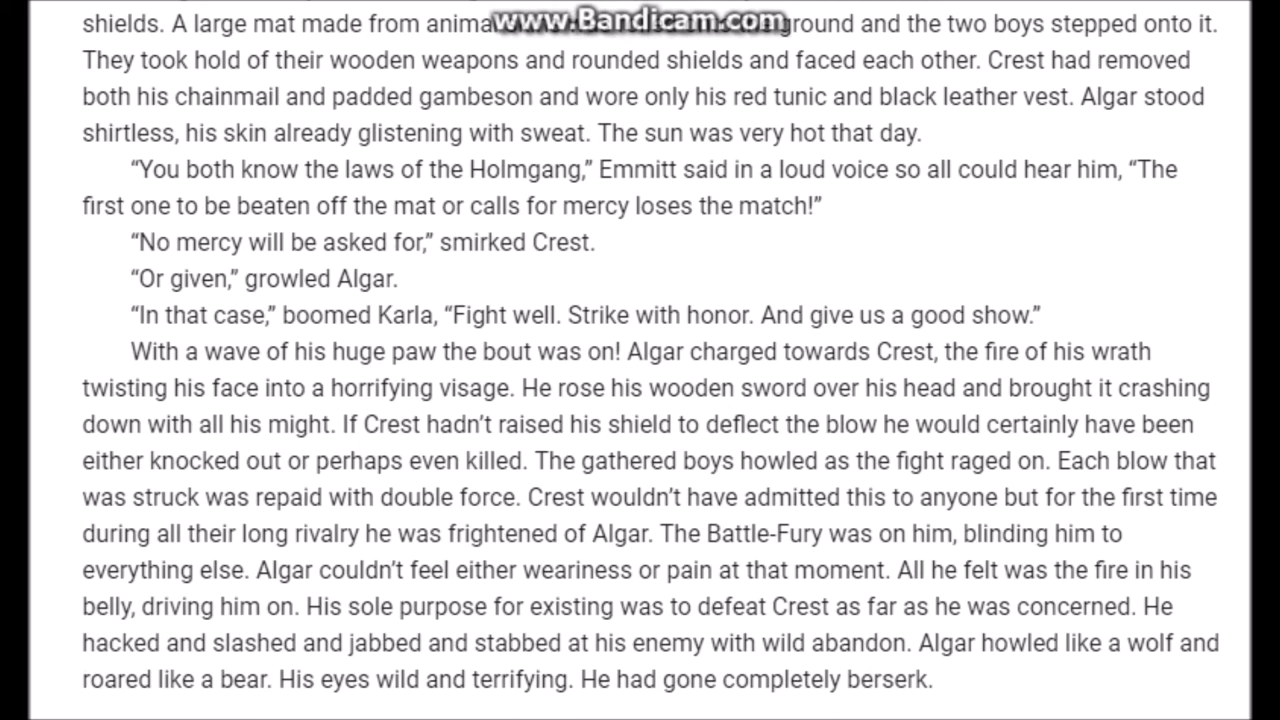 www.Bandicam.com
shields. A large mat made from anima ground and the two boys stepped onto it.
They took hold of their wooden weapons and rounded shields and faced each other. Crest had removed
both his chainmail and padded gambeson and wore only his red tunic and black leather vest. Algar stood
shirtless, his skin already glistening with sweat. The sun was very hot that day.
“You both know the laws of the Holmgang,” Emmitt said in a loud voice so all could hear him, “The
first one to be beaten off the mat or calls for mercy loses the match!”
“No mercy will be asked for,” smirked Crest.
“Or given,” growled Algar.
“In that case,” boomed Karla, “Fight well. Strike with honor. And give us a good show.”
With a wave of his huge paw the bout was on! Algar charged towards Crest, the fire of his wrath
twisting his face into a horrifying visage. He rose his wooden sword over his head and brought it crashing
down with all his might. If Crest hadn’t raised his shield to deflect the blow he would certainly have been
either knocked out or perhaps even killed. The gathered boys howled as the fight raged on. Each blow that
was struck was repaid with double force. Crest wouldn’t have admitted this to anyone but for the first time
during all their long rivalry he was frightened of Algar. The Battle-Fury was on him, blinding him to
everything else. Algar couldn’t feel either weariness or pain at that moment. All he felt was the fire in his
belly, driving him on. His sole purpose for existing was to defeat Crest as far as he was concerned. He
hacked and slashed and jabbed and stabbed at his enemy with wild abandon. Algar howled like a wolf and
roared like a bear. His eyes wild and terrifying. He had gone completely berserk.